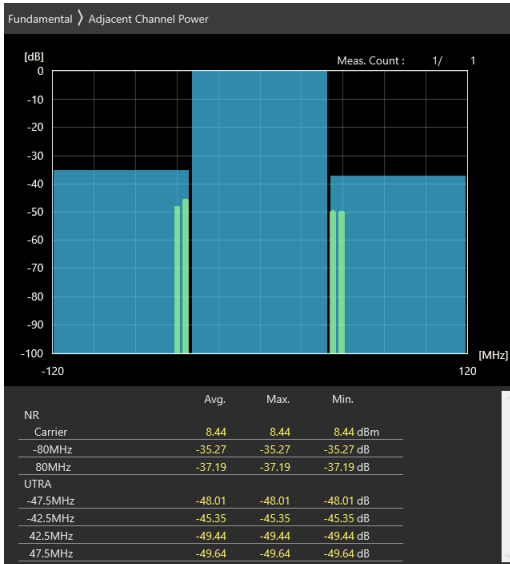 Fundamental 〉 Adjacent Channel Power
[dB]
Meas. Count : 1/ 1
0
-10
-20
-30
-40
-50
-60
-70
-80
-90
-100
[MHz]
-120 120
Avg. Max. Min.
NR
Carrier 8.44 8.44 8.44 dBm
-80MHz -35.27 -35.27 -35.27 dB
80MHz -37.19 -37.19 -37.19 dB
UTRA
-47.5MHz -48.01 -48.01 -48.01 dB
-42.5MHz -45.35 -45.35 -45.35 dB
42.5MHz -49.44 -49.44 -49.44 dB
47.5MHz -49.64 -49.64 -49.64 dB